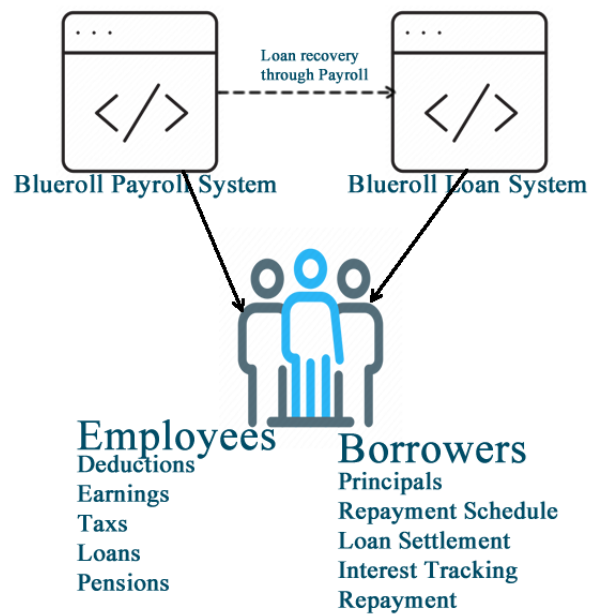 Loan recovery
through Payroll
Blueroll Payroll System
Blueroll Loan System
Employees
Deductions
Earnings
Taxs
Loans
Pensions
Borrowers
Principals
Repayment Schedule
Loan Settlement
Interest Tracking
Repayment